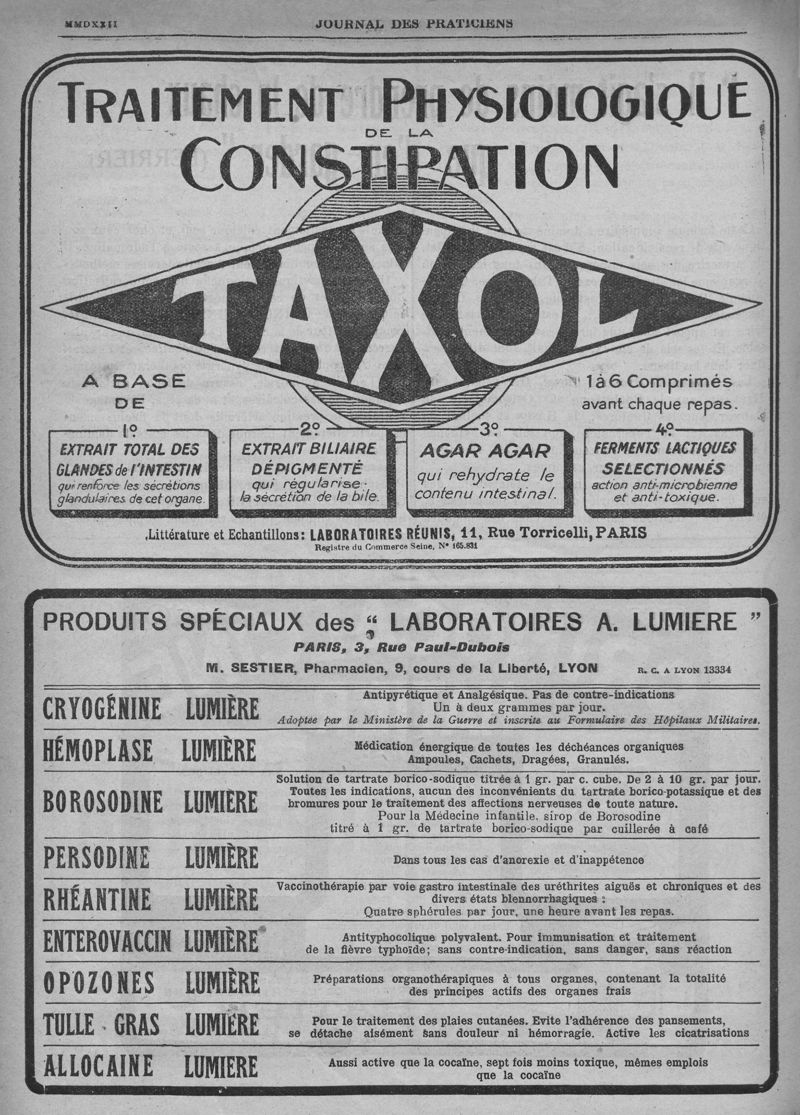 MMDXXII
JOURNAL DES PRATICIENS
TRAITEMENT PHYSIOLOGIQUE
DE LA
CONSTIPATION
TAXOL
A BASE
DE
1 à 6 Comprimés
avant chaque repas.
1º
EXTRAIT TOTAL DES
GLANDES de l'INTESTIN
qui renforce les sécrétions
glandulaires de cet organe.
2º
EXTRAIT BILIAIRE
DÉPIGMENTÉ
qui régularise
la sécrétion de la bile.
3º
AGAR AGAR
qui rehydrate le
contenu intestinal.
4º
FERMENTS LACTIQUES
SELECTIONNÉS
action anti-microbienne
et anti-toxique.
Littérature et Echantillons: LABORATOIRES RÉUNIS, 11, Rue Torricelli, PARIS
Registre du Commerce Seine, Nº 165.831
PRODUITS SPÉCIAUX des “ LABORATOIRES A. LUMIERE ”
PARIS, 3, Rue Paul-Dubois
M. SESTIER, Pharmacien, 9, cours de la Liberté, LYON R. C. A LYON 13334
CRYOGÉNINE LUMIÈRE
Antipyrétique et Analgésique. Pas de contre-indications
Un à deux grammes par jour.
Adoptée par le Ministère de la Guerre et inscrite au Formulaire des Hôpitaux Militaires.
HÉMOPLASE LUMIÈRE
Médication énergique de toutes les déchéances organiques
Ampoules, Cachets, Dragées, Granulés.
BOROSODINE LUMIÈRE
Solution de tartrate borico-sodique titrée à 1 gr. par c. cube. De 2 à 10 gr. par jour.
Toutes les indications, aucun des inconvénients du tartrate borico-potassique et des
bromures pour le traitement des affections nerveuses de toute nature.
Pour la Médecine infantile, sirop de Borosodine
titré à 1 gr. de tartrate borico-sodique par cuillerée à café
PERSODINE LUMIÈRE
Dans tous les cas d'anorexie et d'inappétence
RHÉANTINE LUMIÈRE
Vaccinothérapie par voie gastro intestinale des uréthrites aiguës et chroniques et des
divers états blennorrhagiques :
Quatre sphérules par jour, une heure avant les repas.
ENTEROVACCIN LUMIÈRE
Antityphocolique polyvalent. Pour immunisation et traitement
de la fièvre typhoïde; sans contre-indication, sans danger, sans réaction
OPOZONES LUMIÈRE
Préparations organothérapiques à tous organes, contenant la totalité
des principes actifs des organes frais
TULLE GRAS LUMIÈRE
Pour le traitement des plaies cutanées. Evite l'adhérence des pansements,
se détache aisément sans douleur ni hémorragie. Active les cicatrisations
ALLOCAINE LUMIERE
Aussi active que la cocaïne, sept fois moins toxique, mêmes emplois
que la cocaïne